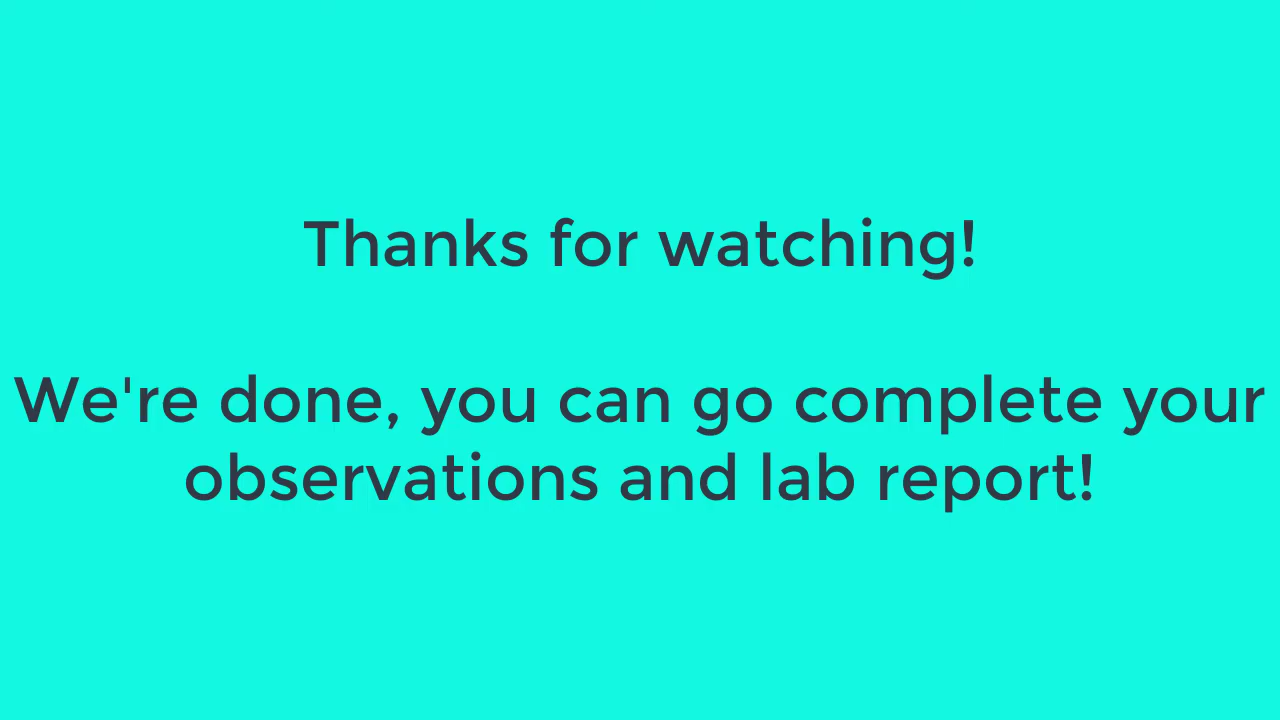 Thanks for watching!
We're done, you can go complete your
observations and lab report!